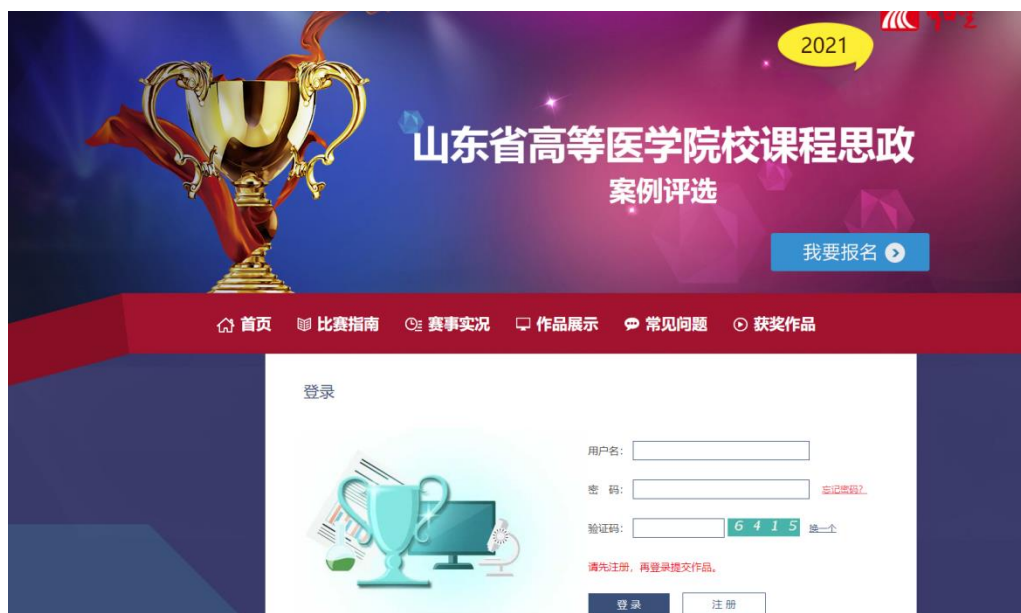 2021
山东省高等医学院校课程思政
案例评选
我要报名
首页 比赛指南 赛事实况 作品展示 常见问题 获奖作品
登录
用户名：
密 码： 忘记密码？
验证码： 6415 换一个
请先注册，再登录提交作品。
登录 注册